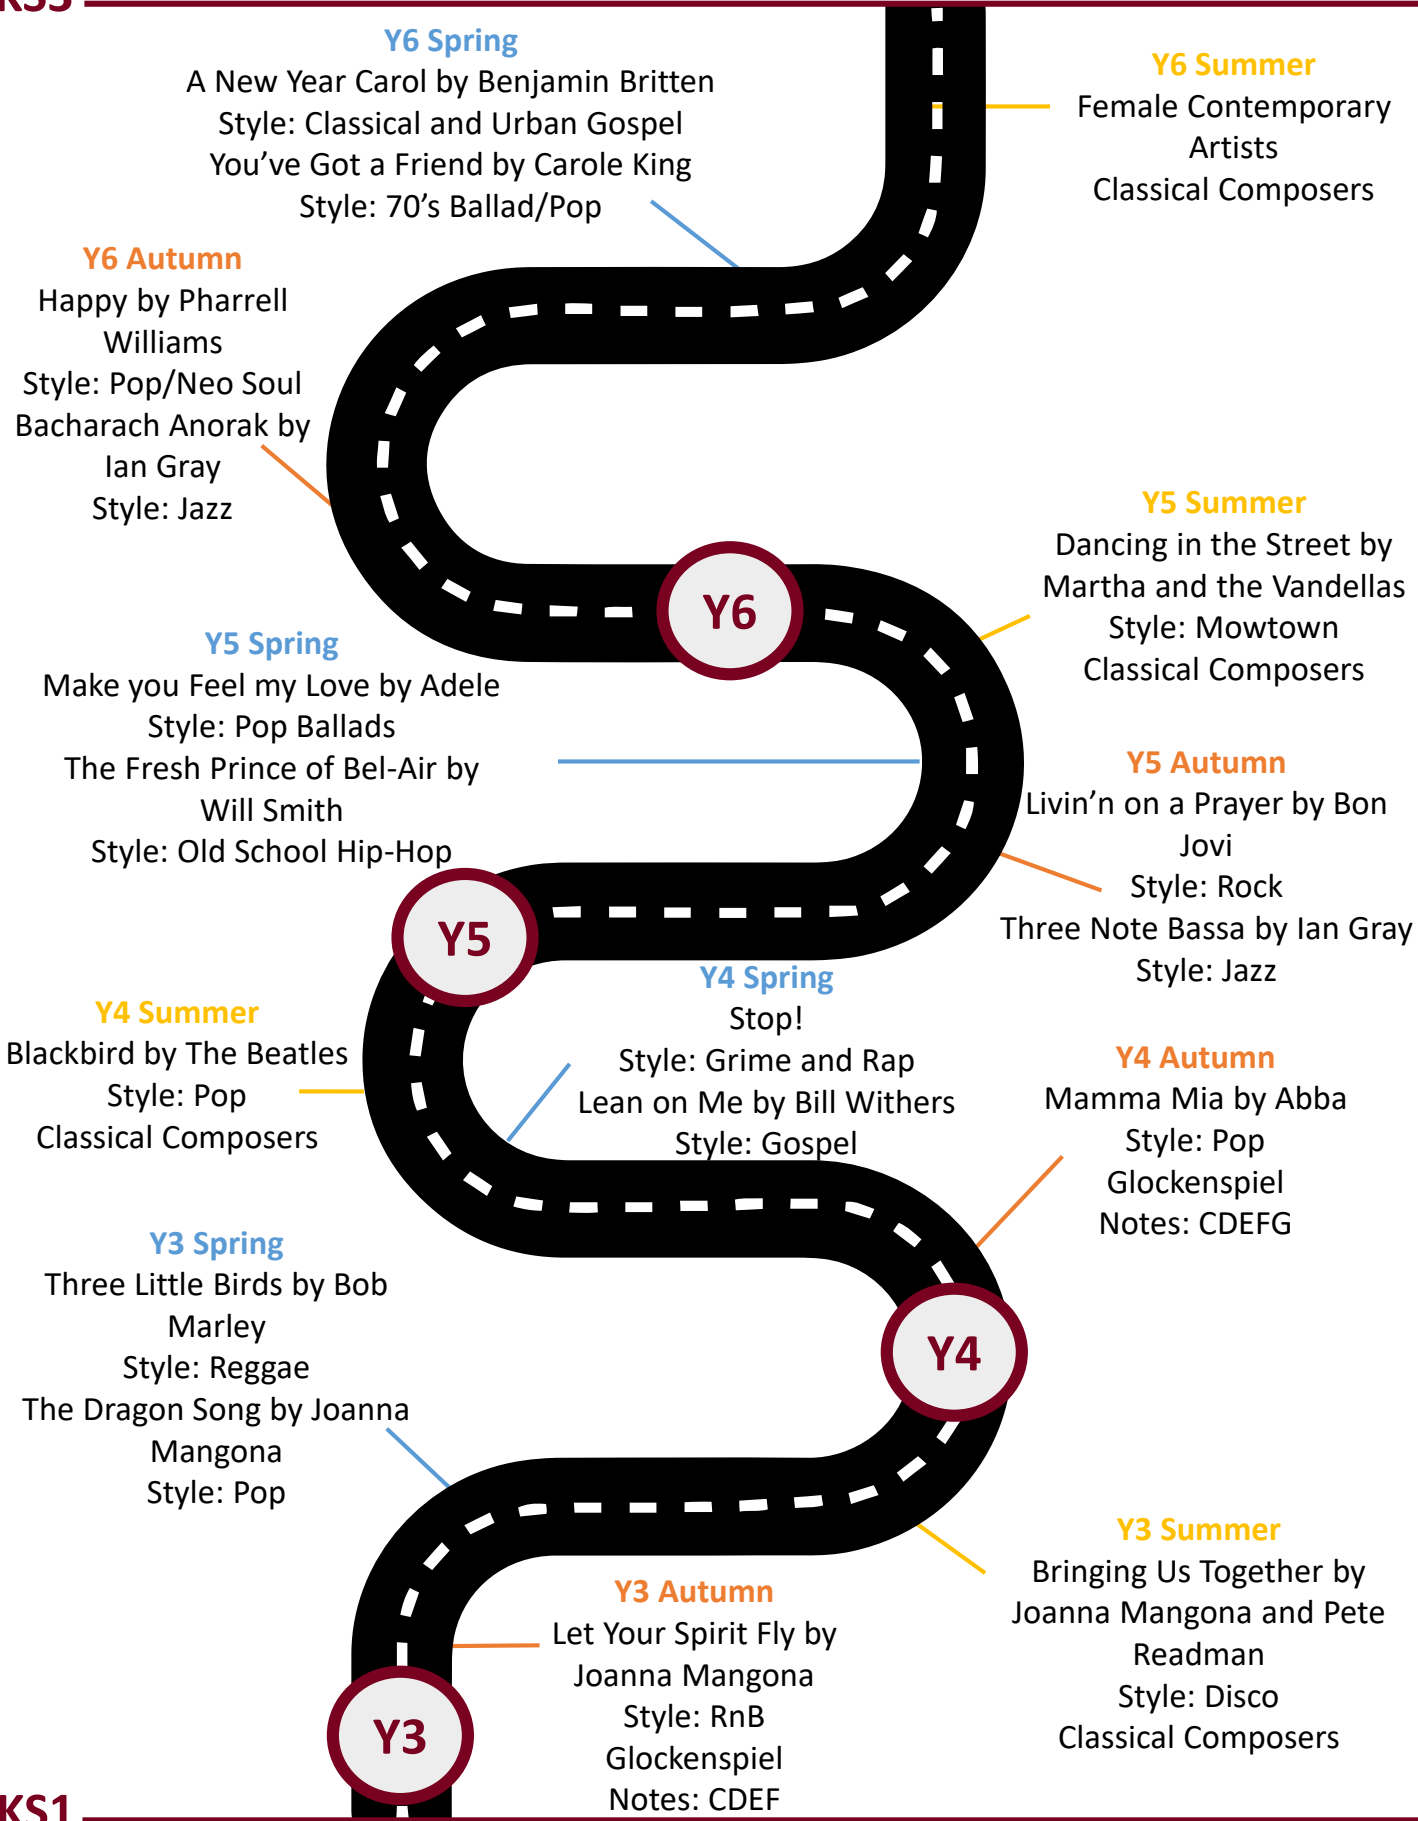 KS3
Y6 Spring
A New Year Carol by Benjamin Britten
Style: Classical and Urban Gospel
You’ve Got a Friend by Carole King
Style: 70’s Ballad/Pop
Y6 Summer
Female Contemporary
Artists
Classical Composers
Y6 Autumn
Happy by Pharrell
Williams
Style: Pop/Neo Soul
Bacharach Anorak by
Ian Gray
Style: Jazz
Y5 Summer
Dancing in the Street by
Martha and the Vandellas
Style: Mowtown
Classical Composers
Y6
Y5 Spring
Make you Feel my Love by Adele
Style: Pop Ballads
The Fresh Prince of Bel-Air by
Will Smith
Style: Old School Hip-Hop
Y5 Autumn
Livin’n on a Prayer by Bon
Jovi
Style: Rock
Three Note Bassa by Ian Gray
Style: Jazz
Y5
Y4 Spring
Stop!
Style: Grime and Rap
Lean on Me by Bill Withers
Style: Gospel
Y4 Summer
Blackbird by The Beatles
Style: Pop
Classical Composers
Y4 Autumn
Mamma Mia by Abba
Style: Pop
Glockenspiel
Notes: CDEFG
Y3 Spring
Three Little Birds by Bob
Marley
Style: Reggae
The Dragon Song by Joanna
Mangona
Style: Pop
Y4
Y3 Summer
Bringing Us Together by
Joanna Mangona and Pete
Readman
Style: Disco
Classical Composers
Y3 Autumn
Let Your Spirit Fly by
Joanna Mangona
Style: RnB
Glockenspiel
Notes: CDEF
Y3
KS1